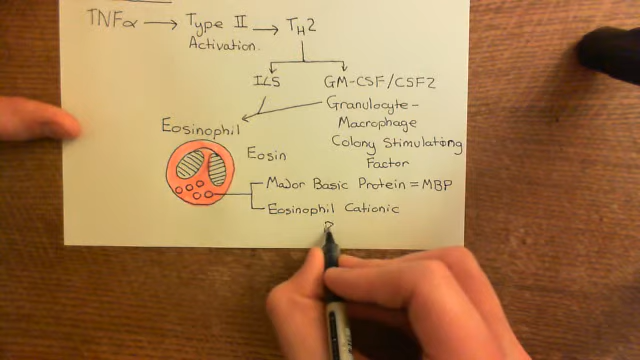 TNFα → Type II → TH2
Activation.
IL5 GM-CSF/CSF2
Granulocyte-
Macrophage
Colony Stimulating
Factor
Eosinophil
Eosin
Major Basic Protein = MBP
Eosinophil Cationic
P